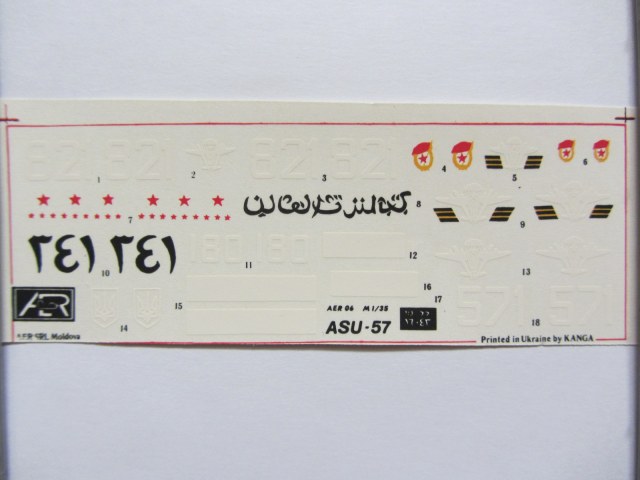 821 821 821 821
1 2 3 4 5 6
7 8 9
٢٤١ ٢٤١
10
180 180
11 12 13
571 571
14 15 16 17 18
AER
AER SRL Moldova
AER 06 M 1/35
ASU-57
Printed in Ukraine by KANGA